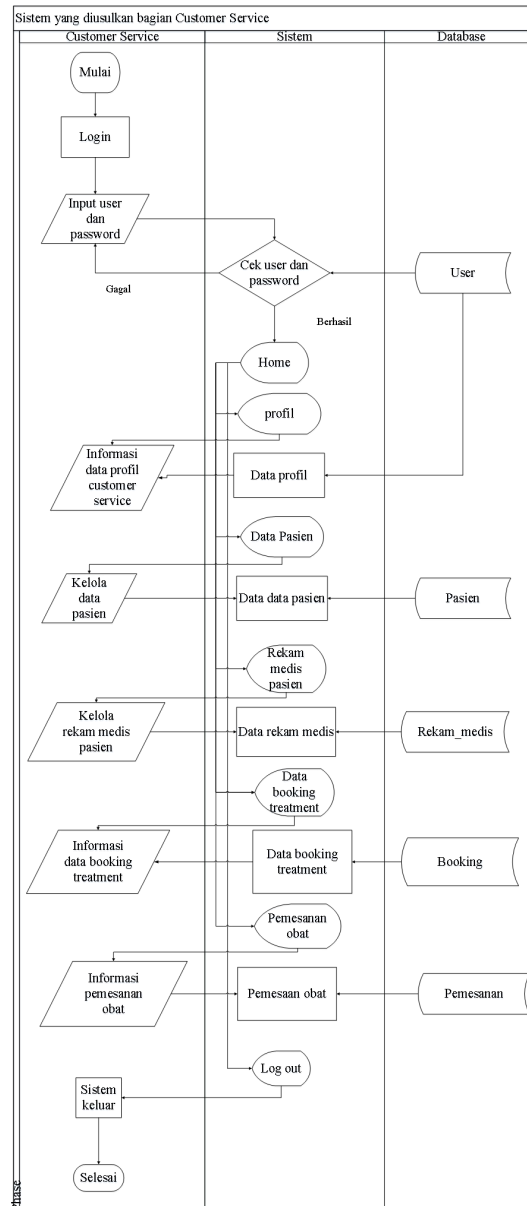 Sistem yang diusulkan bagian Customer Service
Customer Service
Sistem
Database
Mulai
Login
Input user
dan
password
Cek user dan
password
User
Gagal
Berhasil
Home
profil
Informasi
data profil
customer
service
Data profil
Data Pasien
Kelola
data
pasien
Data data pasien
Pasien
Rekam
medis
pasien
Kelola
rekam medis
pasien
Data rekam medis
Rekam_medis
Data
booking
treatment
Informasi
data booking
treatment
Data booking
treatment
Booking
Pemesanan
obat
Informasi
pemesanan
obat
Pemesaan obat
Pemesanan
Log out
Sistem
keluar
Selesai
Phase